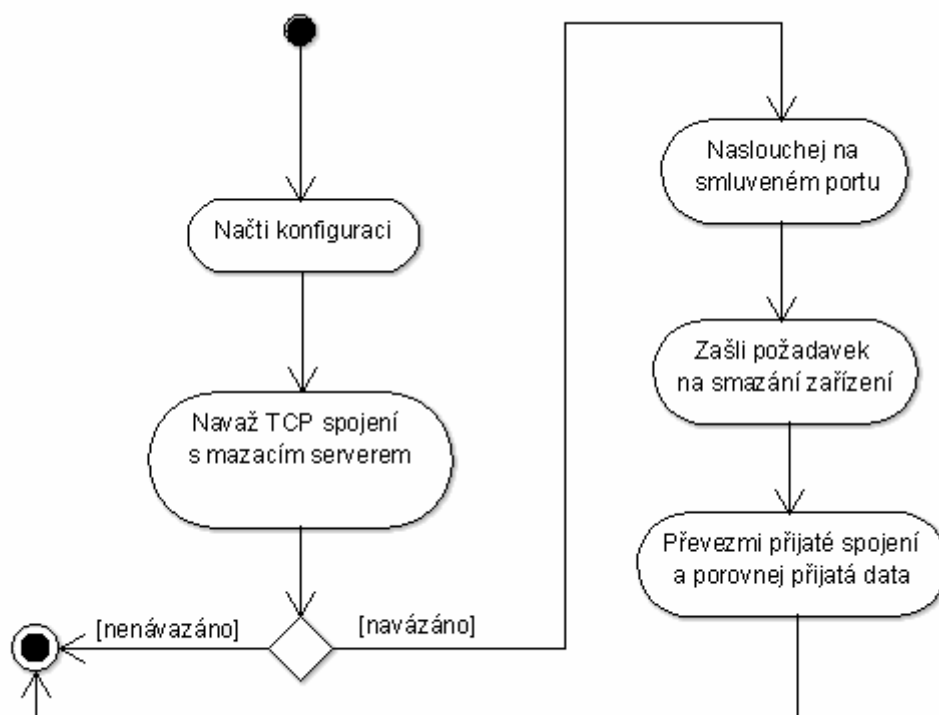 Načti konfiguraci
Navaž TCP spojení
s mazacím serverem
[nenávazáno]
[navázáno]
Naslouchej na
smluveném portu
Zašli požadavek
na smazání zařízení
Převezmi přijaté spojení
a porovnej přijatá data